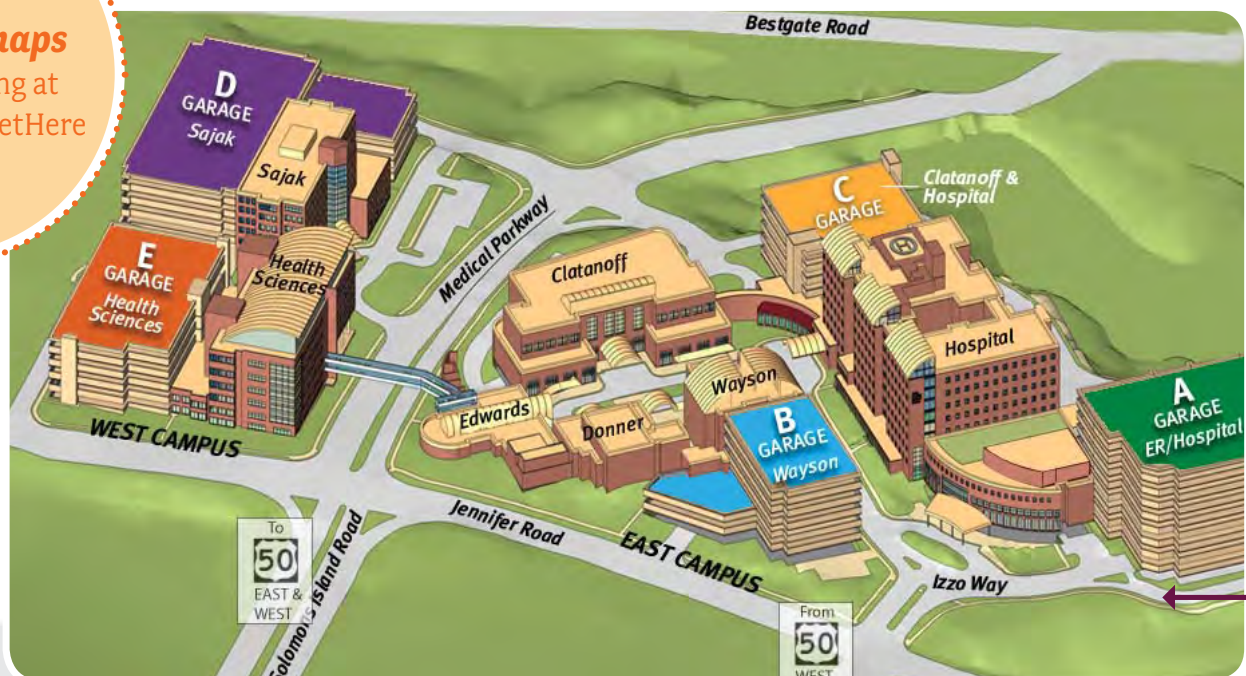 maps
ng at
etHere
Bestgate Road
D
GARAGE
Sajak
Sajak
E
GARAGE
Health
Sciences
Health
Sciences
Medical Parkway
Clatanoff
C
GARAGE
Clatanoff &
Hospital
H
Hospital
Wayson
Edwards
Donner
B
GARAGE
Wayson
A
GARAGE
ER/Hospital
WEST CAMPUS
Jennifer Road
EAST CAMPUS
Izzo Way
To
50
EAST &
WEST
Solomons Island Road
From
50
WEST